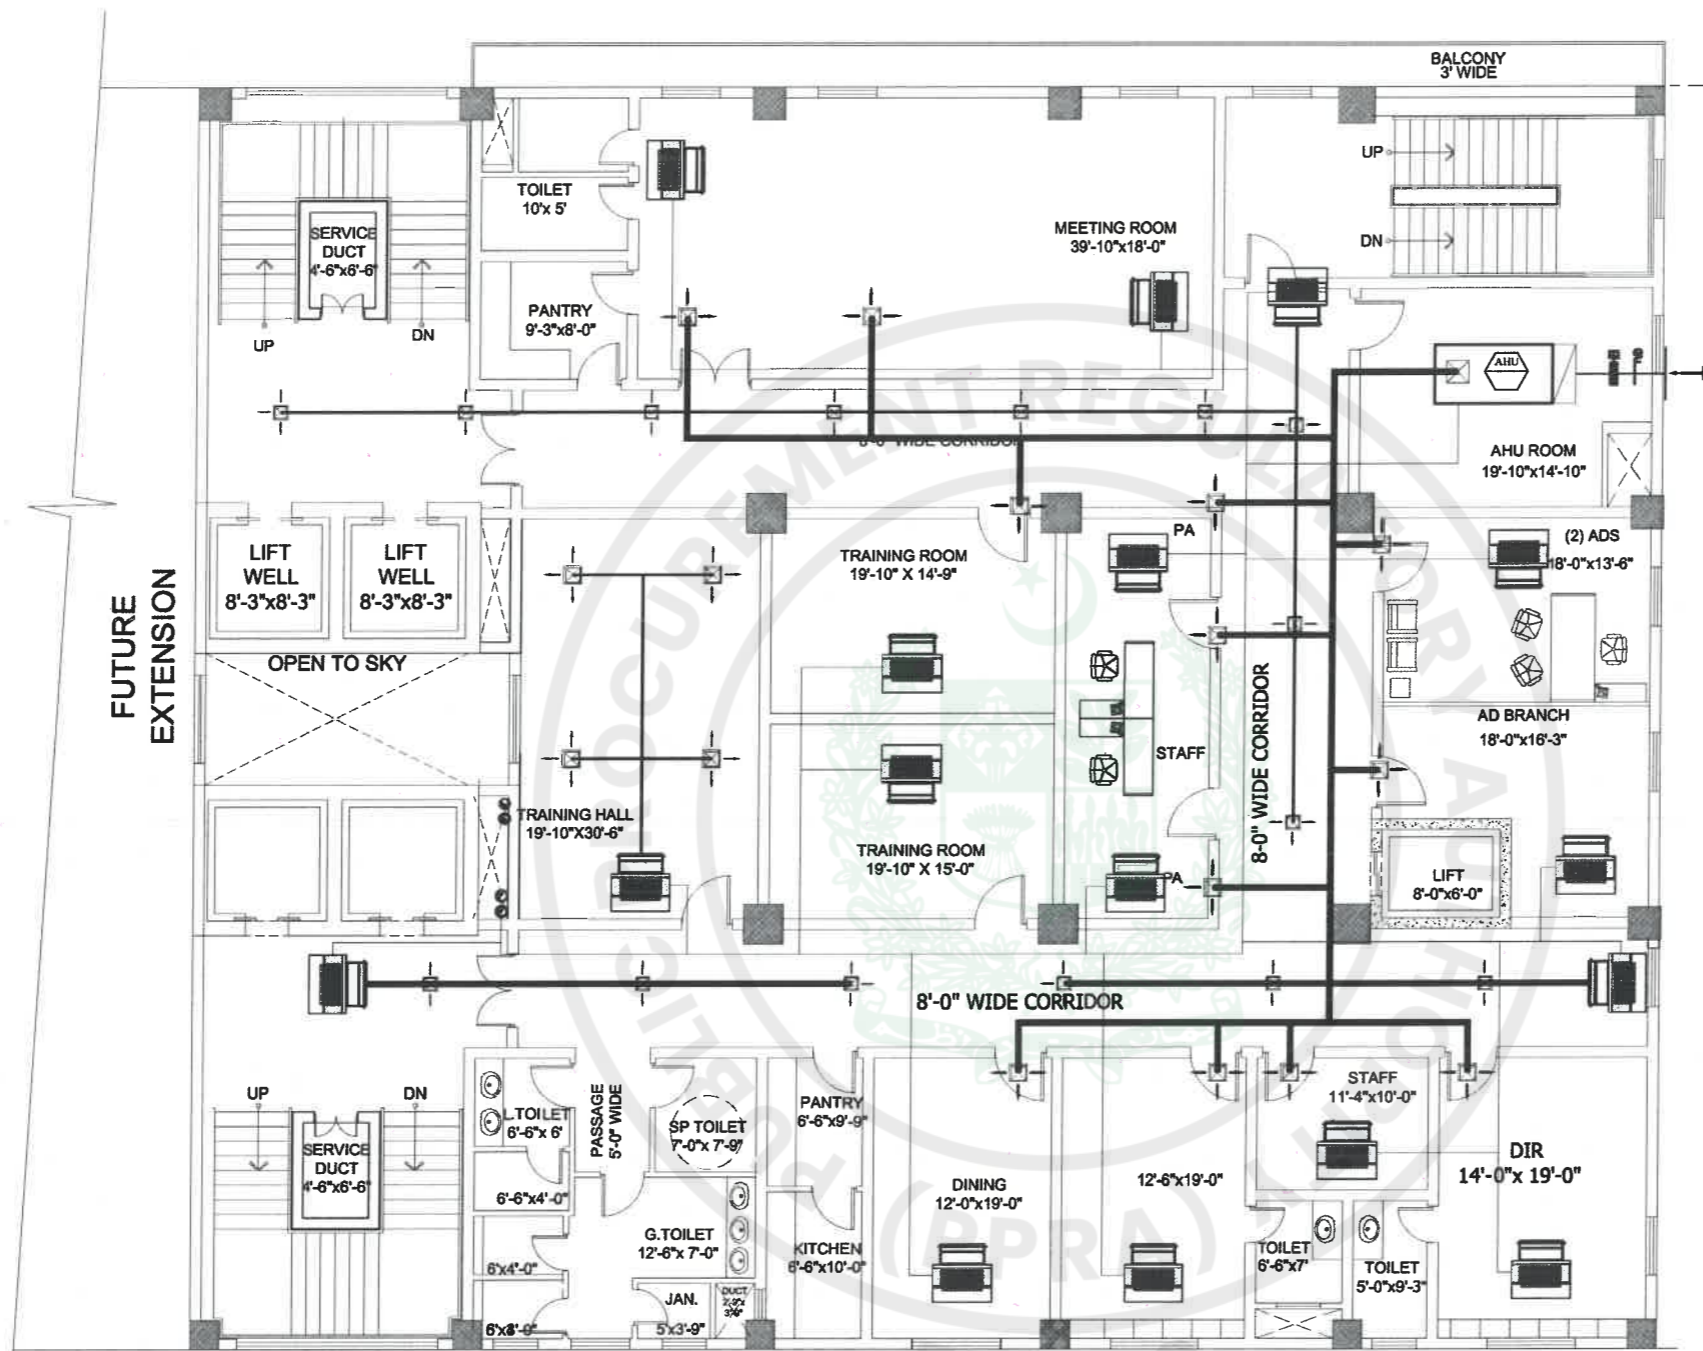 BALCONY
3' WIDE
UP
DN
TOILET
10'x 5'
SERVICE
DUCT
4'-6"x6'-6"
MEETING ROOM
39'-10"x18'-0"
PANTRY
9'-3"x8'-0"
UP
DN
AHU
AHU ROOM
19'-10"x14'-10"
WIDE CORRIDOR
LIFT
WELL
8'-3"x8'-3"
LIFT
WELL
8'-3"x8'-3"
TRAINING ROOM
19'-10" X 14'-9"
PA
(2) ADS
18'-0"x13'-6"
FUTURE
EXTENSION
OPEN TO SKY
8-0" WIDE CORRIDOR
STAFF
AD BRANCH
18'-0"x16'-3"
TRAINING HALL
19'-10"X30'-6"
TRAINING ROOM
19'-10" X 15'-0"
PA
LIFT
8'-0"x6'-0"
8'-0" WIDE CORRIDOR
UP
DN
SERVICE
DUCT
4'-6"x6'-6"
L.TOILET
6'-6"x 6'
PASSAGE
5'-0" WIDE
SP TOILET
7'-0"x 7'-9"
PANTRY
6'-6"x9'-9"
STAFF
11'-4"x10'-0"
DIR
14'-0"x 19'-0"
6'-6"x4'-0"
DINING
12'-0"x19'-0"
12'-6"x19'-0"
G.TOILET
12'-6"x 7'-0"
KITCHEN
6'-6"x10'-0"
TOILET
6'-6"x7'
TOILET
5'-0"x9'-3"
6'x4'-0"
JAN.
5'x3'-9"
DUCT
PUBLIC PROCUREMENT REGULATORY AUTHORITY
(PPRA)